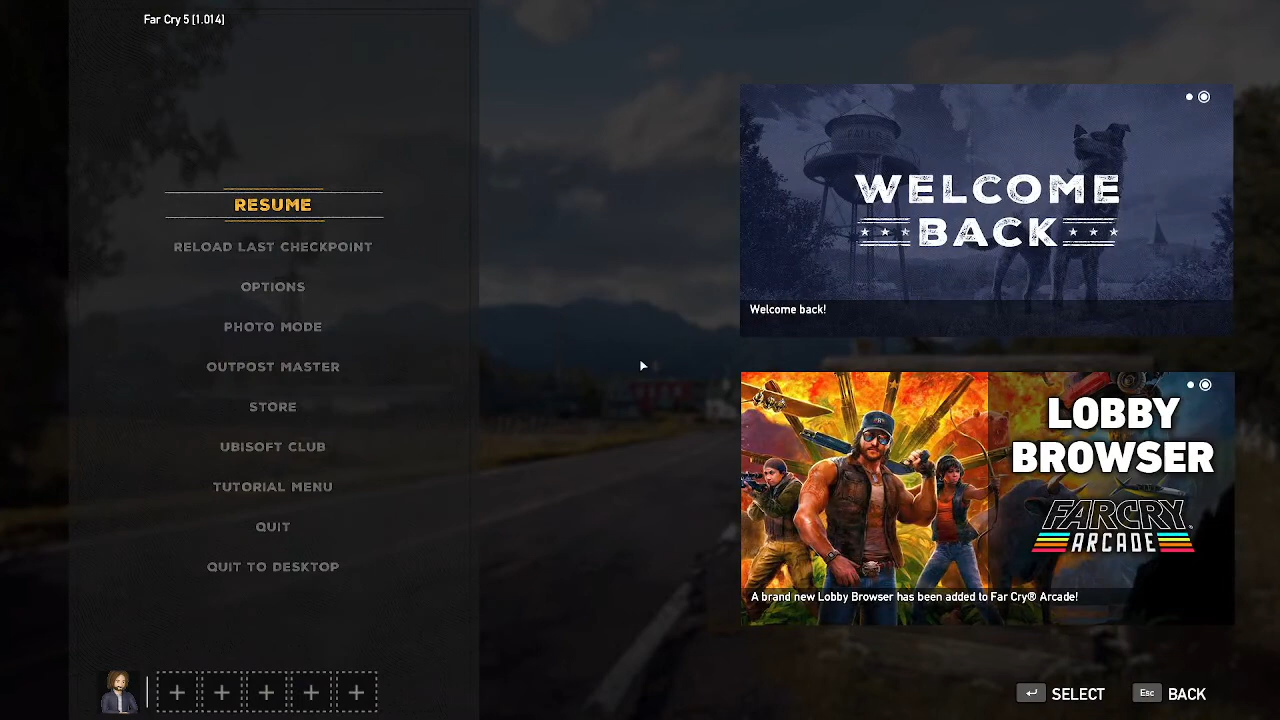 Far Cry 5 [1.014]
RESUME
RELOAD LAST CHECKPOINT
OPTIONS
PHOTO MODE
OUTPOST MASTER
STORE
UBISOFT CLUB
TUTORIAL MENU
QUIT
QUIT TO DESKTOP
WELCOME
BACK
Welcome back!
LOBBY
BROWSER
FARCRY
ARCADE
A brand new Lobby Browser has been added to Far Cry® Arcade!
SELECT
Esc BACK